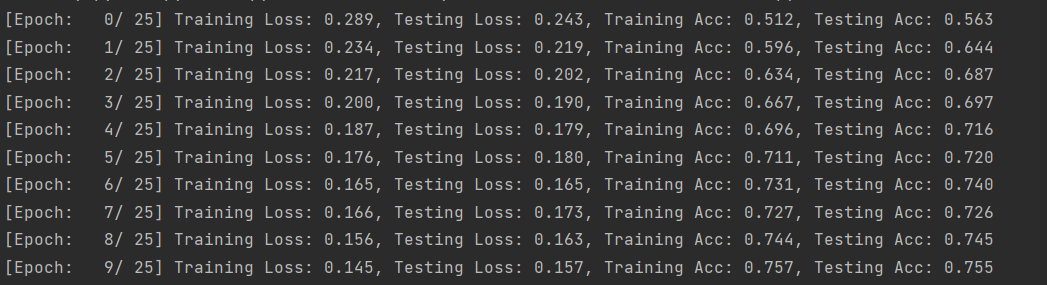 [Epoch:   0/ 25] Training Loss: 0.289, Testing Loss: 0.243, Training Acc: 0.512, Testing Acc: 0.563
[Epoch:   1/ 25] Training Loss: 0.234, Testing Loss: 0.219, Training Acc: 0.596, Testing Acc: 0.644
[Epoch:   2/ 25] Training Loss: 0.217, Testing Loss: 0.202, Training Acc: 0.634, Testing Acc: 0.687
[Epoch:   3/ 25] Training Loss: 0.200, Testing Loss: 0.190, Training Acc: 0.667, Testing Acc: 0.697
[Epoch:   4/ 25] Training Loss: 0.187, Testing Loss: 0.179, Training Acc: 0.696, Testing Acc: 0.716
[Epoch:   5/ 25] Training Loss: 0.176, Testing Loss: 0.180, Training Acc: 0.711, Testing Acc: 0.720
[Epoch:   6/ 25] Training Loss: 0.165, Testing Loss: 0.165, Training Acc: 0.731, Testing Acc: 0.740
[Epoch:   7/ 25] Training Loss: 0.166, Testing Loss: 0.173, Training Acc: 0.727, Testing Acc: 0.726
[Epoch:   8/ 25] Training Loss: 0.156, Testing Loss: 0.163, Training Acc: 0.744, Testing Acc: 0.745
[Epoch:   9/ 25] Training Loss: 0.145, Testing Loss: 0.157, Training Acc: 0.757, Testing Acc: 0.755